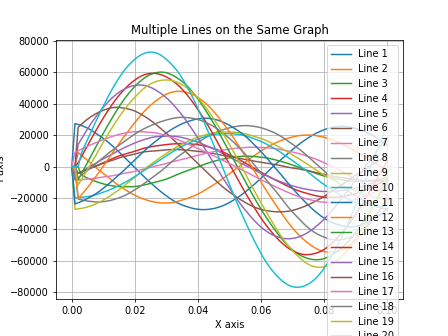 Multiple Lines on the Same Graph
80000
60000
40000
20000
0
−20000
−40000
−60000
−80000
0.00
0.02
0.04
0.06
0.08
X axis
Line 1
Line 2
Line 3
Line 4
Line 5
Line 6
Line 7
Line 8
Line 9
Line 10
Line 11
Line 12
Line 13
Line 14
Line 15
Line 16
Line 17
Line 18
Line 19
Line 20